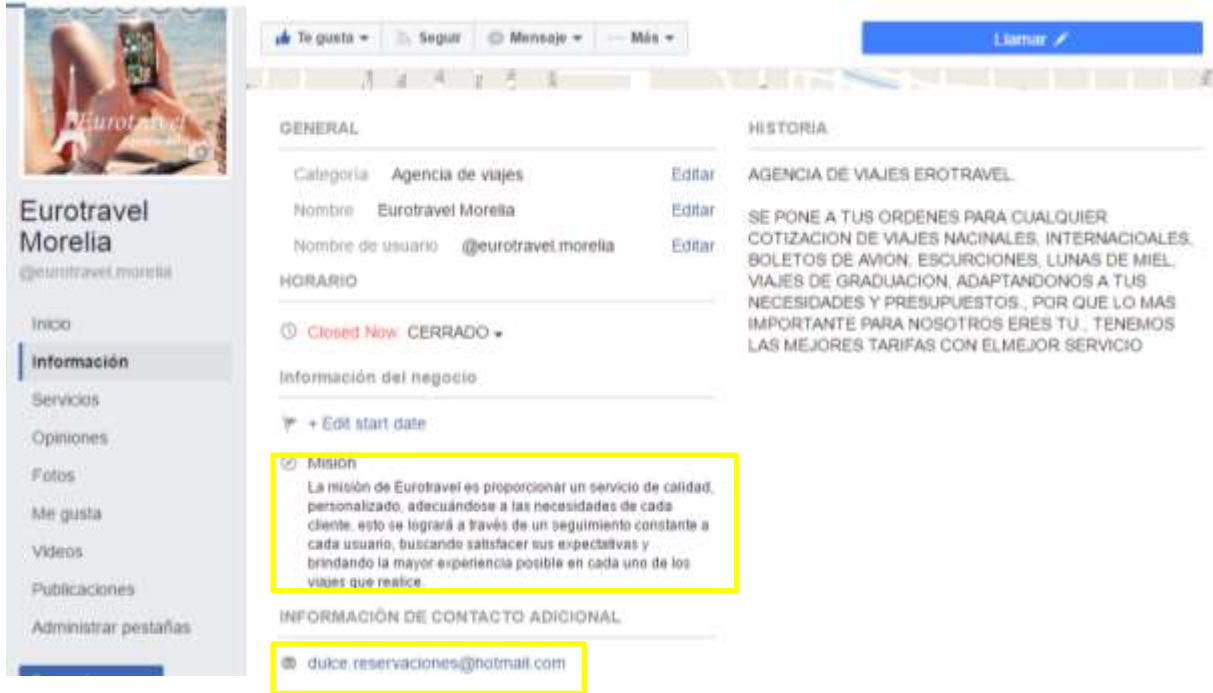 Eurotravel
Eurotravel
Morelia
@eurotravel.morelia
Inicio
Información
Servicios
Opiniones
Fotos
Me gusta
Videos
Publicaciones
Administrar pestañas
Te gusta
Seguir
Mensaje
Más
Llamar
GENERAL
Categoría Agencia de viajes Editar
Nombre Eurotravel Morelia Editar
Nombre de usuario @eurotravel.morelia Editar
HORARIO
Closed Now CERRADO
Información del negocio
+ Edit start date
Misión
La misión de Eurotravel es proporcionar un servicio de calidad,
personalizado, adecuándose a las necesidades de cada
cliente, esto se logrará a través de un seguimiento constante a
cada usuario, buscando satisfacer sus expectativas y
brindando la mayor experiencia posible en cada uno de los
viajes que realice.
INFORMACIÓN DE CONTACTO ADICIONAL
dulce.reservaciones@hotmail.com
HISTORIA
AGENCIA DE VIAJES EROTRAVEL.
SE PONE A TUS ORDENES PARA CUALQUIER
COTIZACION DE VIAJES NACINALES, INTERNACIOALES,
BOLETOS DE AVION, ESCURCIONES, LUNAS DE MIEL,
VIAJES DE GRADUACION, ADAPTANDONOS A TUS
NECESIDADES Y PRESUPUESTOS., POR QUE LO MAS
IMPORTANTE PARA NOSOTROS ERES TU., TENEMOS
LAS MEJORES TARIFAS CON ELMEJOR SERVICIO